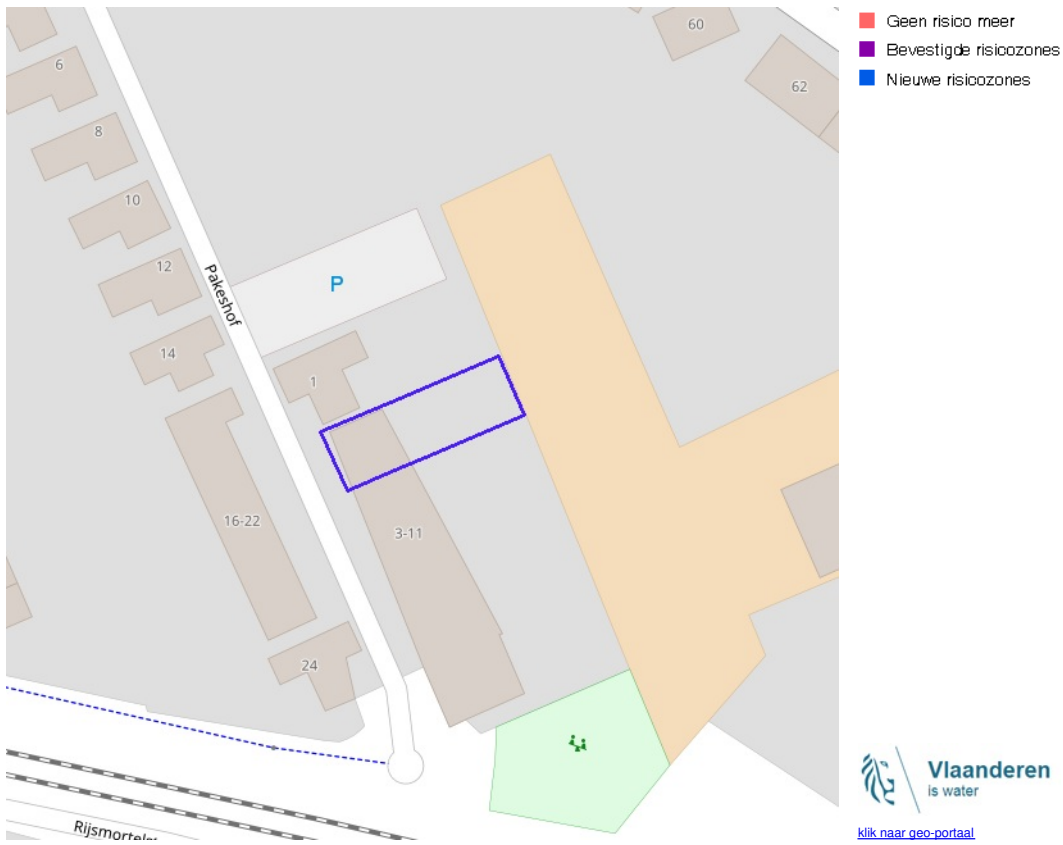 Geen risico meer
Bevestigde risicozones
Nieuwe risicozones
60
6
62
8
10
12
Pakeshof
P
14
1
16-22
3-11
24
Vlaanderen
is water
klik naar geo-portaal